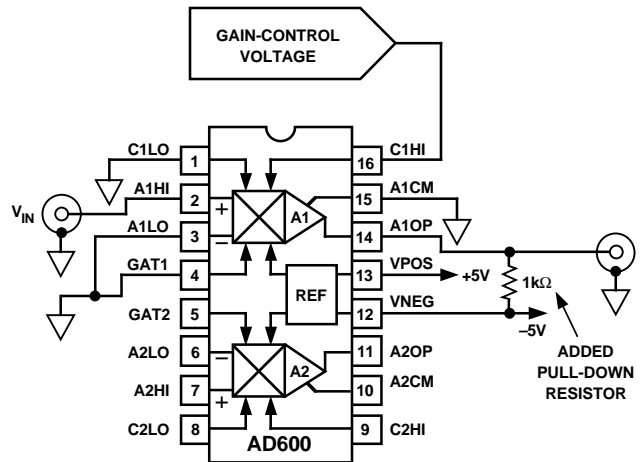 GAIN-CONTROL
VOLTAGE
C1LO 1 16 C1HI
A1HI 2 + A1 15 A1CM
V_IN
A1LO 3 – 14 A1OP
GAT1 4 REF 13 VPOS +5V 1kΩ
GAT2 5 12 VNEG –5V
A2LO 6 – A2 11 A2OP
A2HI 7 + 10 A2CM
C2LO 8 9 C2HI
AD600
ADDED
PULL-DOWN
RESISTOR